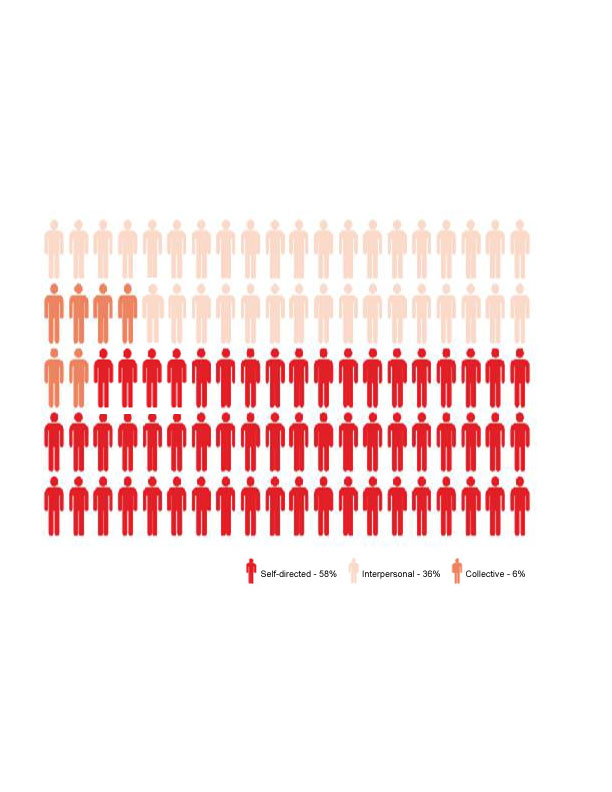 Self-directed - 58% Interpersonal - 36% Collective - 6%